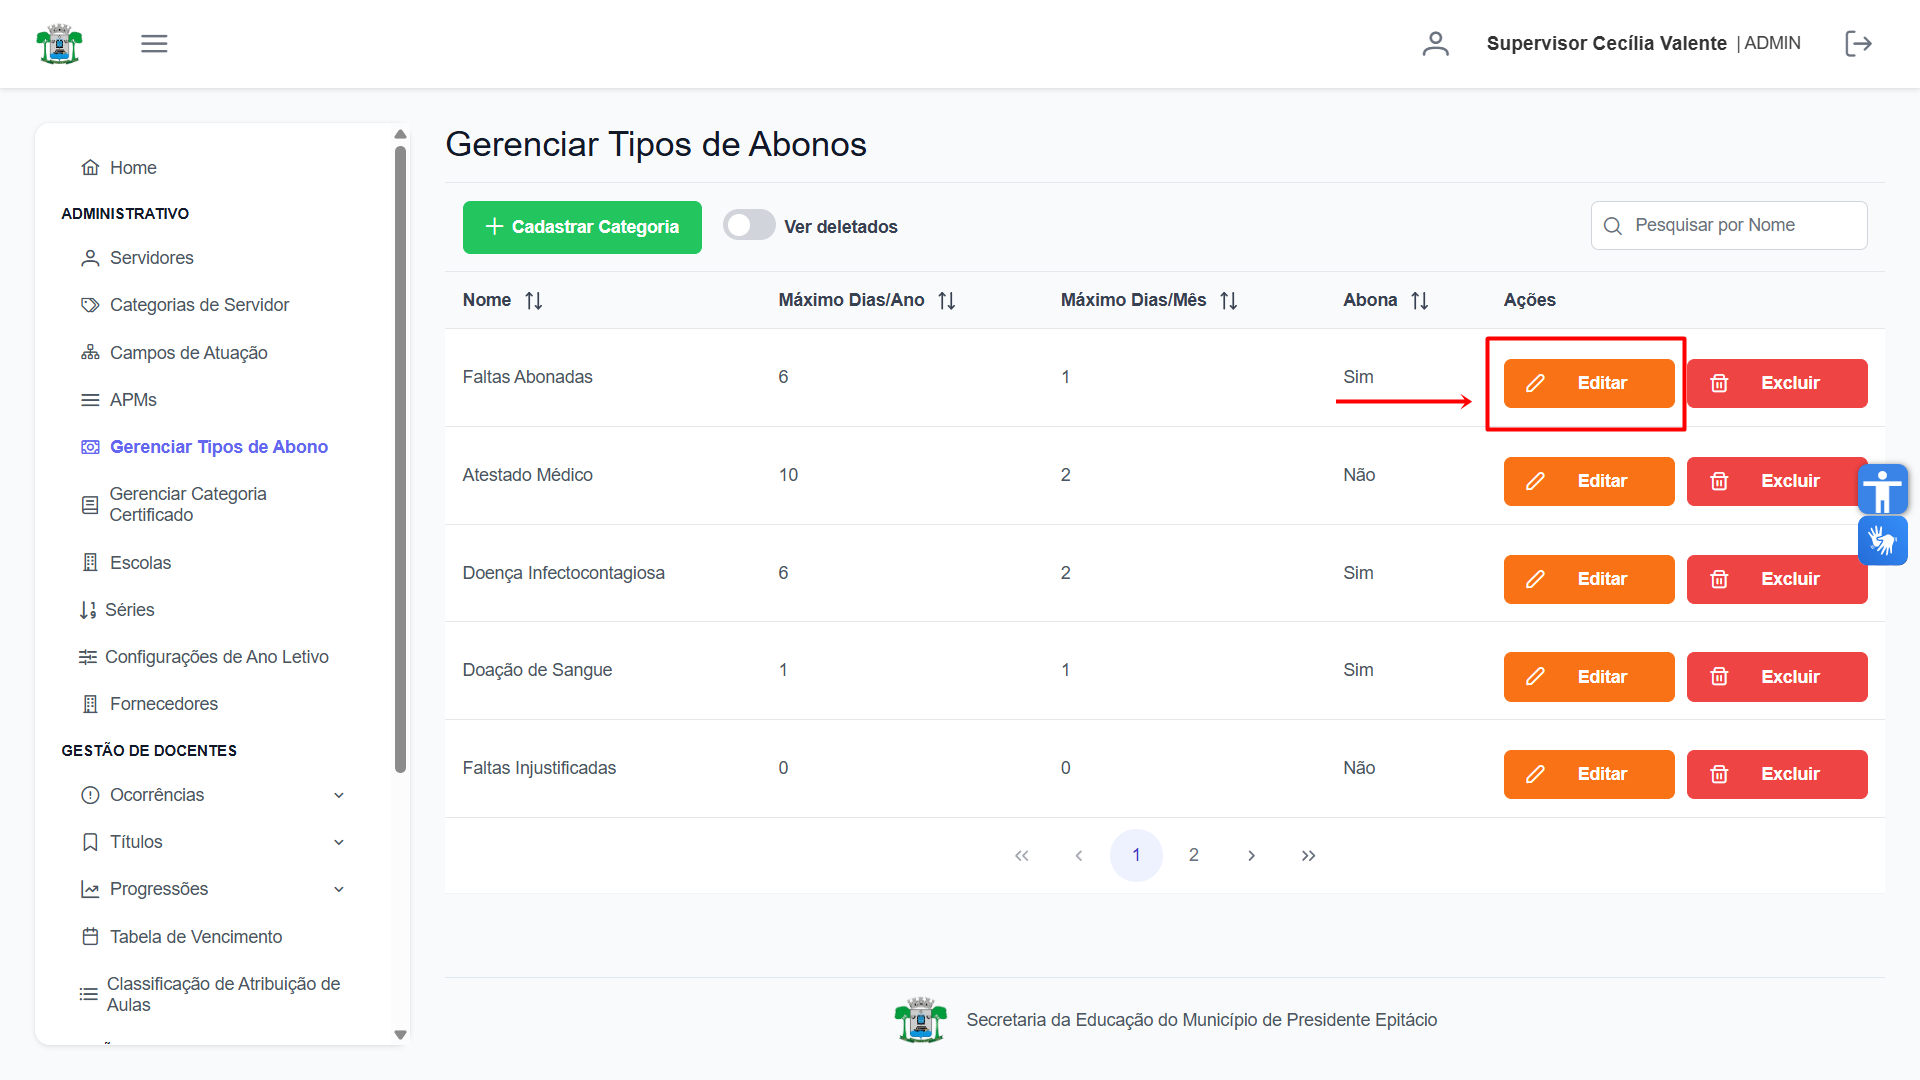 Supervisor Cecília Valente | ADMIN
Home
ADMINISTRATIVO
Servidores
Categorias de Servidor
Campos de Atuação
APMs
Gerenciar Tipos de Abono
Gerenciar Categoria
Certificado
Escolas
Séries
Configurações de Ano Letivo
Fornecedores
GESTÃO DE DOCENTES
Ocorrências
Títulos
Progressões
Tabela de Vencimento
Classificação de Atribuição de
Aulas
Gerenciar Tipos de Abonos
Cadastrar Categoria Ver deletados Pesquisar por Nome
Nome Máximo Dias/Ano Máximo Dias/Mês Abona Ações
Faltas Abonadas 6 1 Sim Editar Excluir
Atestado Médico 10 2 Não Editar Excluir
Doença Infectocontagiosa 6 2 Sim Editar Excluir
Doação de Sangue 1 1 Sim Editar Excluir
Faltas Injustificadas 0 0 Não Editar Excluir
1 2
Secretaria da Educação do Município de Presidente Epitácio